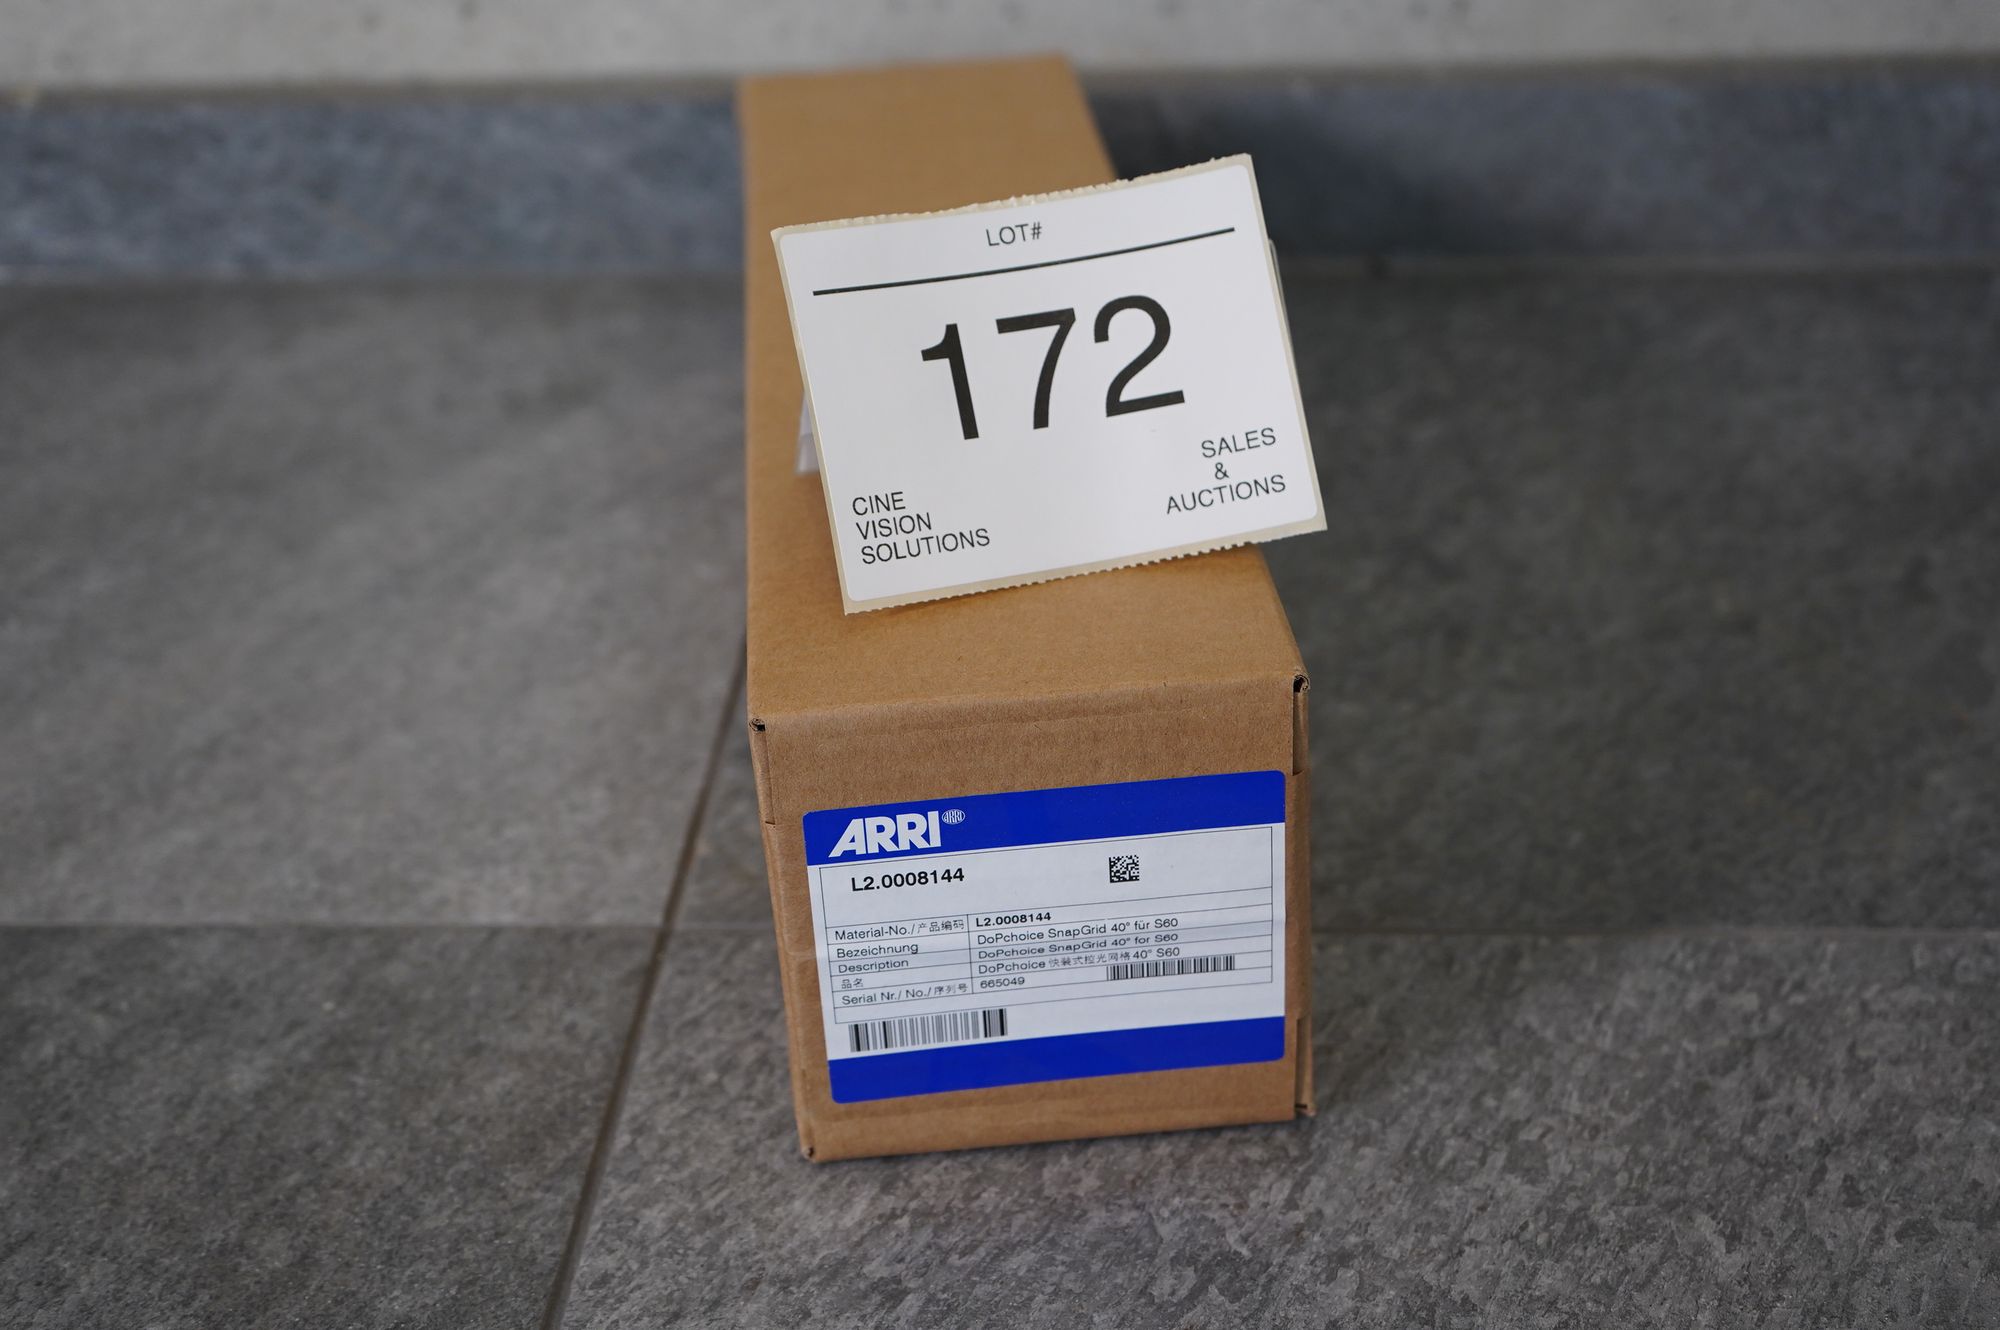 LOT#
172
CINE
VISION
SOLUTIONS
SALES
&
AUCTIONS
ARRI ARRI
L2.0008144
Material-No./产品编码 L2.0008144
Bezeichnung DoPchoice SnapGrid 40° für S60
Description DoPchoice SnapGrid 40° for S60
品名 DoPchoice 快装式控光网格 40° S60
Serial Nr./ No./序列号 665049